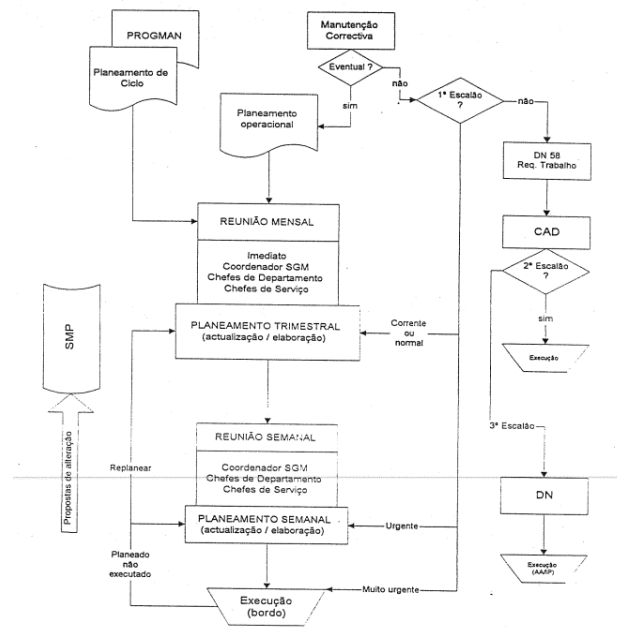 PROGMAN
Planeamento de
Ciclo
Manutenção
Correctiva
Eventual ?
não
sim
1º Escalão
?
não
Planeamento
operacional
DN 58
Req. Trabalho
REUNIÃO MENSAL
CAD
Imediato
Coordenador SGM
Chefes de Departamento
Chefes de Serviço
2º Escalão
?
sim
SMP
PLANEAMENTO TRIMESTRAL
(actualização / elaboração)
Corrente
ou
normal
Execução
3º Escalão
REUNIÃO SEMANAL
Propostas de alteração
Replanear
Coordenador SGM
Chefes de Departamento
Chefes de Serviço
DN
PLANEAMENTO SEMANAL
(actualização / elaboração)
Urgente
Planeado
não
executado
Execução
(AA/IP)
Muito urgente
Execução
(bordo)